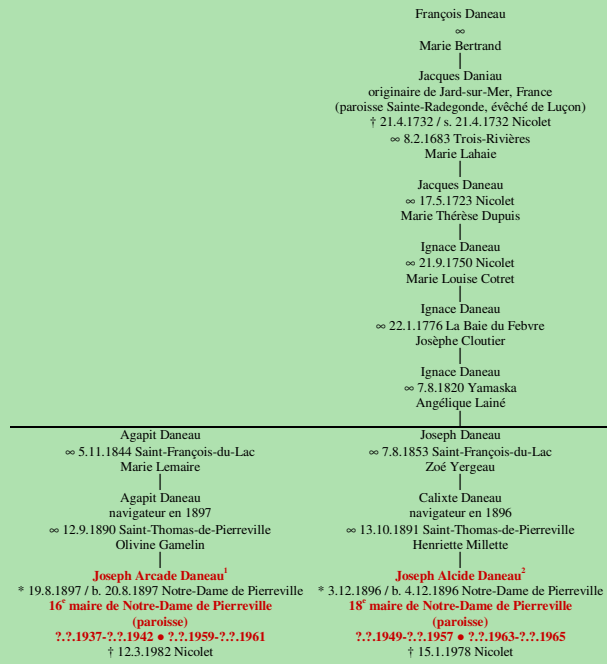 François Daneau
∞
Marie Bertrand
Jacques Daniau
originaire de Jard-sur-Mer, France
(paroisse Sainte-Radegonde, évêché de Luçon)
† 21.4.1732 / s. 21.4.1732 Nicolet
∞ 8.2.1683 Trois-Rivières
Marie Lahaie
Jacques Daneau
∞ 17.5.1723 Nicolet
Marie Thérèse Dupuis
Ignace Daneau
∞ 21.9.1750 Nicolet
Marie Louise Cotret
Ignace Daneau
∞ 22.1.1776 La Baie du Febvre
Josèphe Cloutier
Ignace Daneau
∞ 7.8.1820 Yamaska
Angélique Lainé
Agapit Daneau
∞ 5.11.1844 Saint-François-du-Lac
Marie Lemaire
Agapit Daneau
navigateur en 1897
∞ 12.9.1890 Saint-Thomas-de-Pierreville
Olivine Gamelin
Joseph Arcade Daneau¹
* 19.8.1897 / b. 20.8.1897 Notre-Dame de Pierreville
16ᵉ maire de Notre-Dame de Pierreville
(paroisse)
?.?.1937-?.?.1942 ● ?.?.1959-?.?.1961
† 12.3.1982 Nicolet
Joseph Daneau
∞ 7.8.1853 Saint-François-du-Lac
Zoé Yergeau
Calixte Daneau
navigateur en 1896
∞ 13.10.1891 Saint-Thomas-de-Pierreville
Henriette Millette
Joseph Alcide Daneau²
* 3.12.1896 / b. 4.12.1896 Notre-Dame de Pierreville
18ᵉ maire de Notre-Dame de Pierreville
(paroisse)
?.?.1949-?.?.1957 ● ?.?.1963-?.?.1965
† 15.1.1978 Nicolet